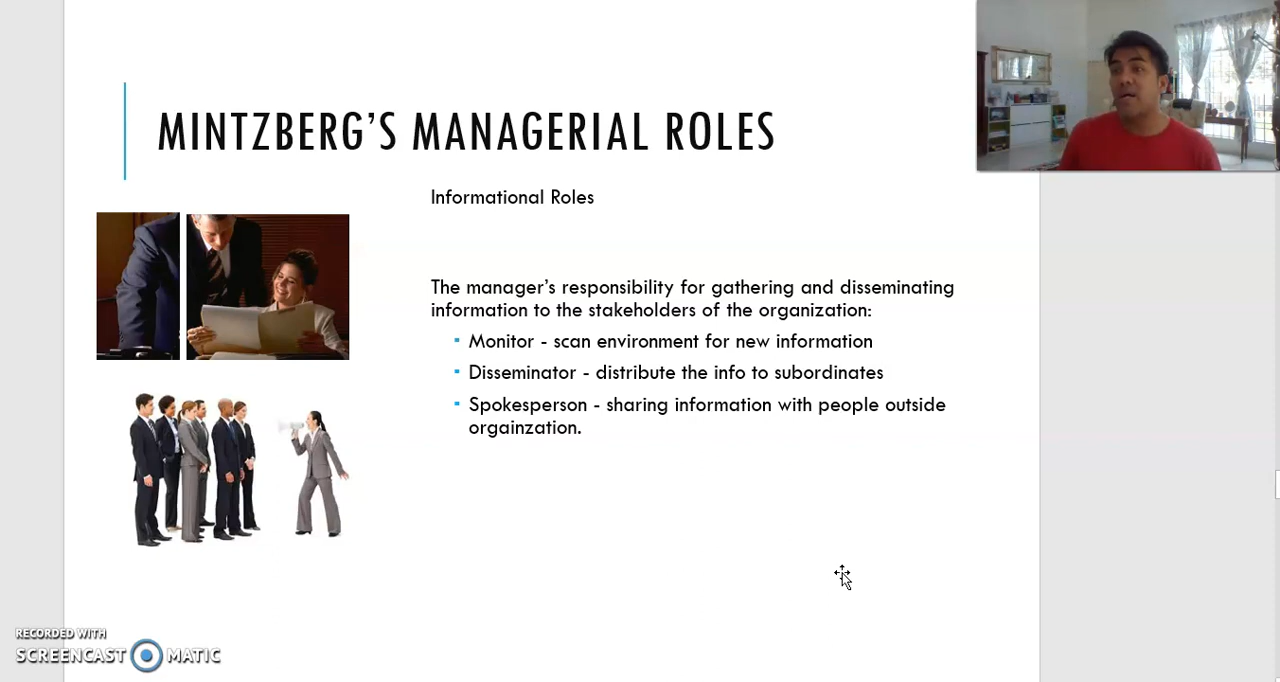 MINTZBERG'S MANAGERIAL ROLES
Informational Roles
The manager's responsibility for gathering and disseminating
information to the stakeholders of the organization:
▪ Monitor - scan environment for new information
▪ Disseminator - distribute the info to subordinates
▪ Spokesperson - sharing information with people outside
orgainzation.
RECORDED WITH
SCREENCAST MATIC